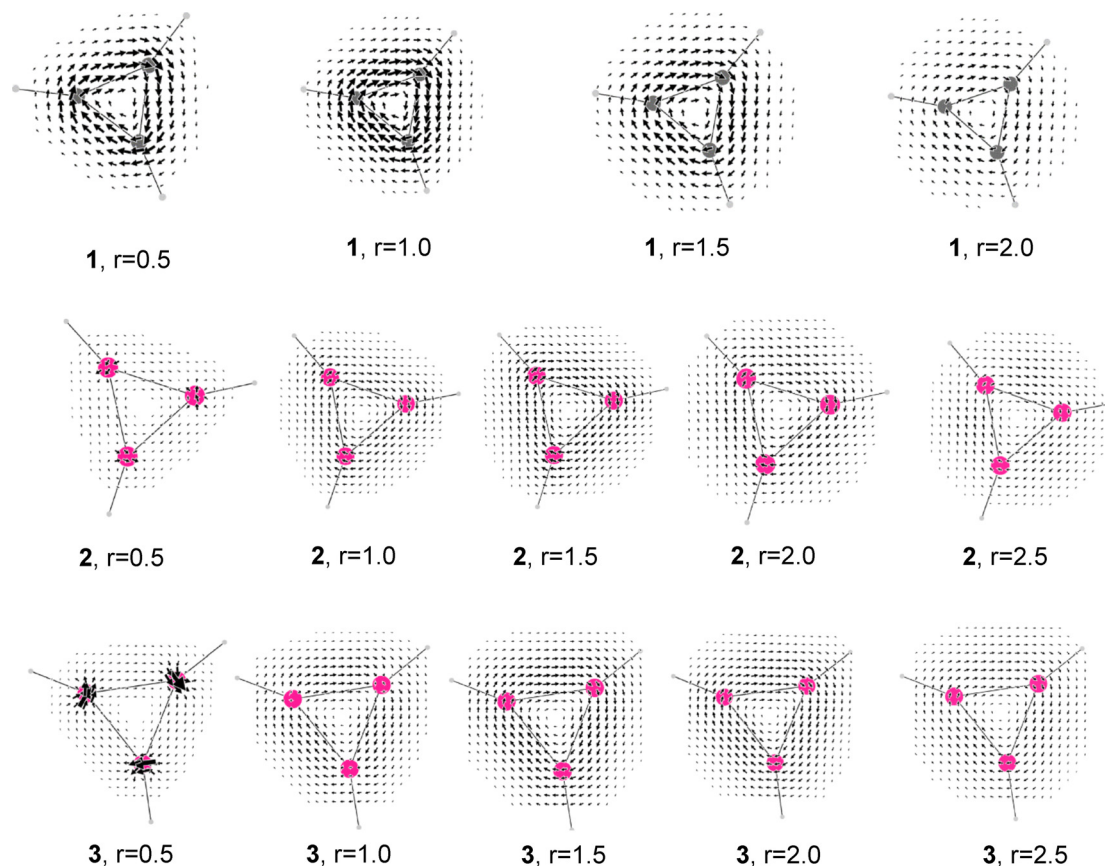 1, r=0.5
1, r=1.0
1, r=1.5
1, r=2.0
2, r=0.5
2, r=1.0
2, r=1.5
2, r=2.0
2, r=2.5
3, r=0.5
3, r=1.0
3, r=1.5
3, r=2.0
3, r=2.5